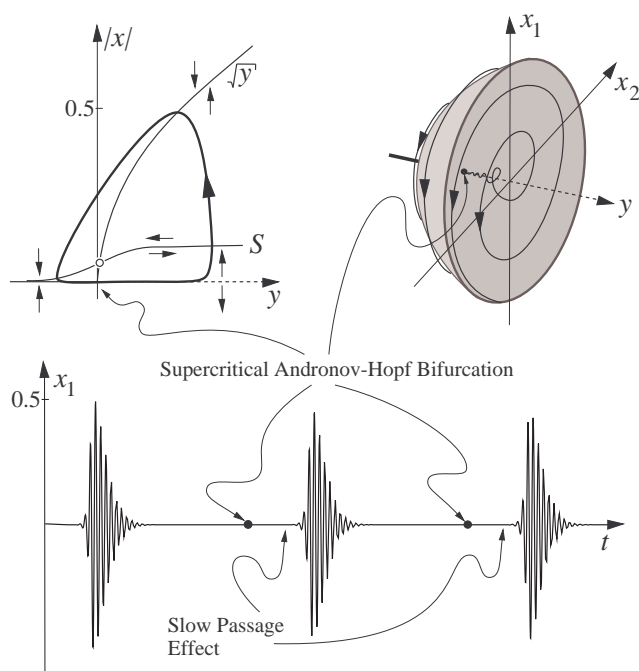 |x|
√y
0.5
S
y
x1
x2
y
Supercritical Andronov-Hopf Bifurcation
x1
0.5
t
Slow Passage
Effect